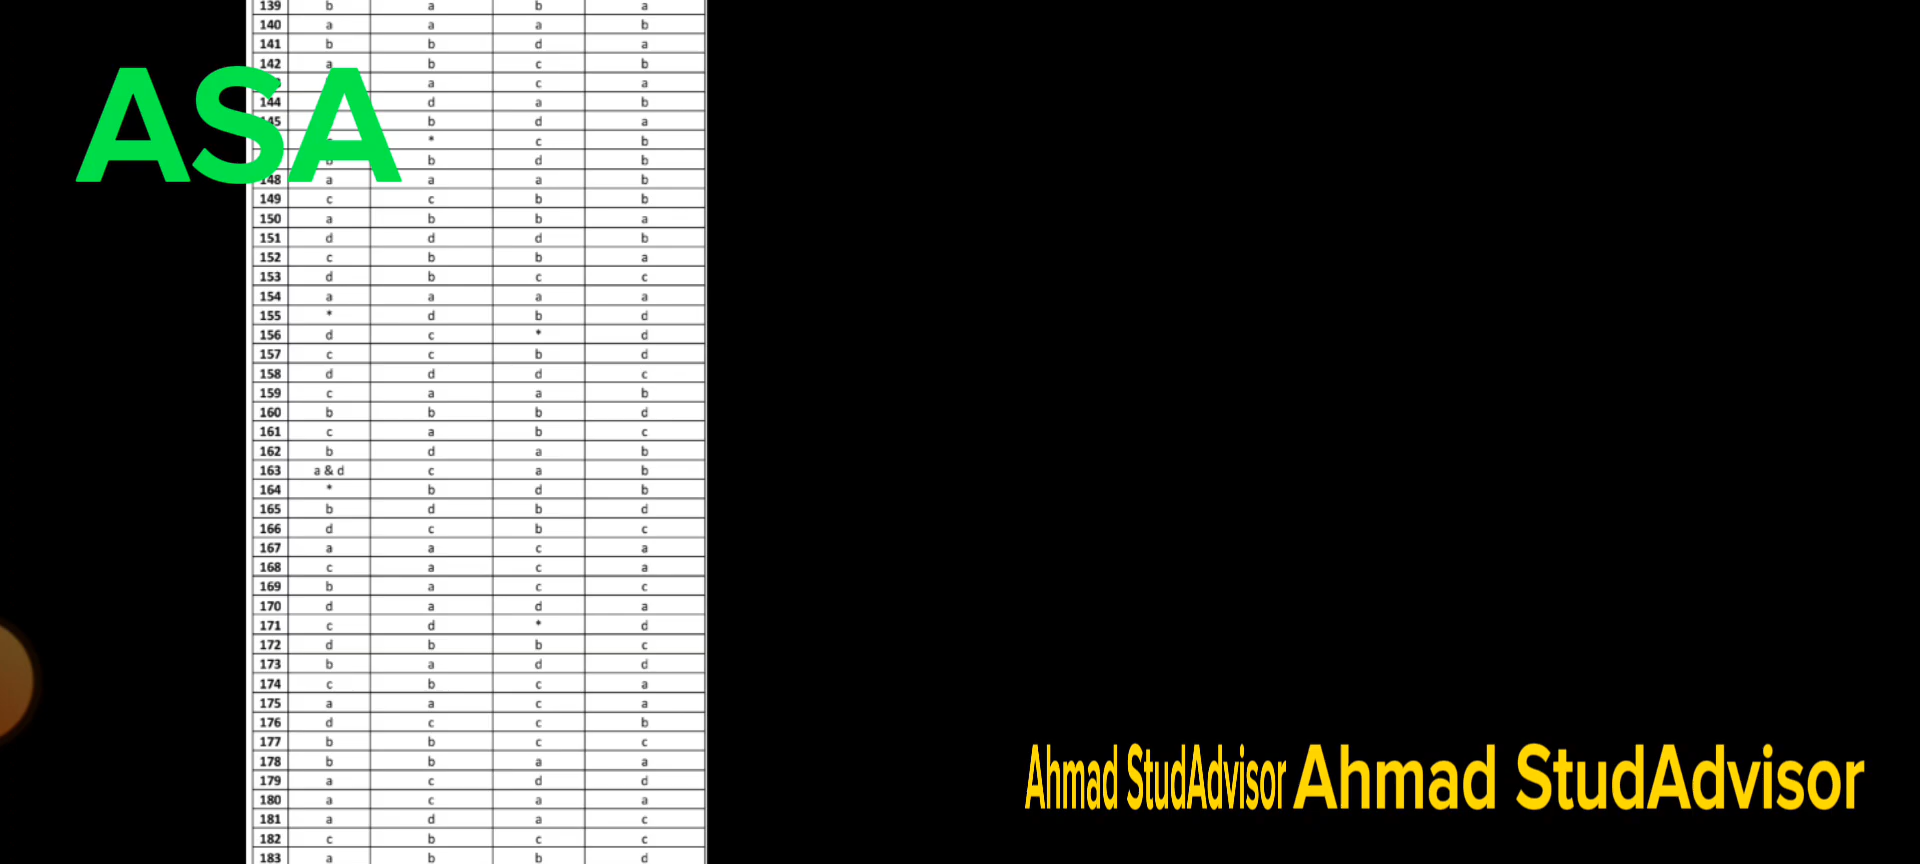 139 b a b a
140 a a a b
141 b b d a
142 a b c b
a c a
144 d a b
145 b d a
* c b
b d b
148 a a a b
149 c c b b
150 a b b a
151 d d d b
152 c b b a
153 d b c c
154 a a a a
155 * d b d
156 d c * d
157 c c b d
158 d d d c
159 c a a b
160 b b b d
161 c a b c
162 b d a b
163 a & d c a b
164 * b d b
165 b d b d
166 d c b c
167 a a c a
168 c a c a
169 b a c c
170 d a d a
171 c d * d
172 d b b c
173 b a d d
174 c b c a
175 a a c a
176 d c c b
177 b b c c
178 b b a a
179 a c d d
180 a c a a
181 a d a c
182 c b c c
183 a b b d
ASA
Ahmad StudAdvisor Ahmad StudAdvisor